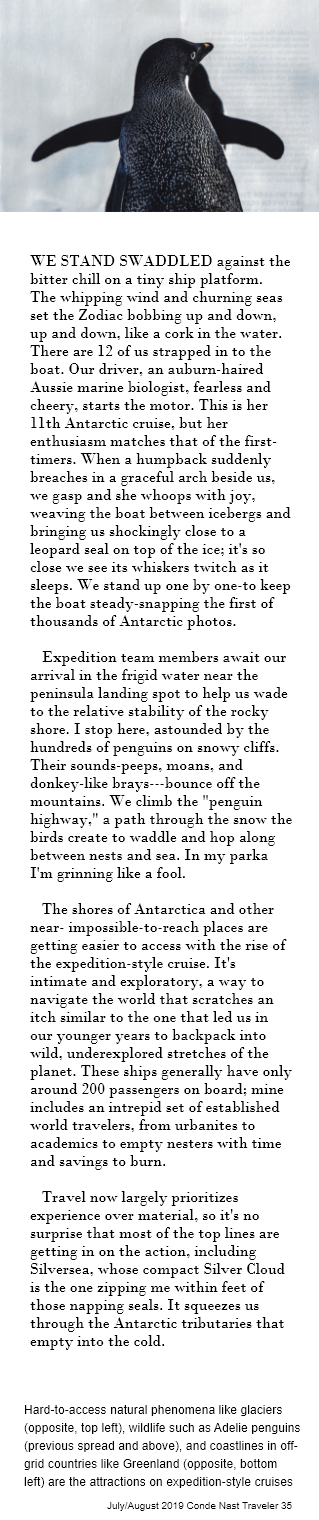 WE STAND SWADDLED against the
bitter chill on a tiny ship platform.
The whipping wind and churning seas
set the Zodiac bobbing up and down,
up and down, like a cork in the water.
There are 12 of us strapped in to the
boat. Our driver, an auburn-haired
Aussie marine biologist, fearless and
cheery, starts the motor. This is her
11th Antarctic cruise, but her
enthusiasm matches that of the first-
timers. When a humpback suddenly
breaches in a graceful arch beside us,
we gasp and she whoops with joy,
weaving the boat between icebergs and
bringing us shockingly close to a
leopard seal on top of the ice; it's so
close we see its whiskers twitch as it
sleeps. We stand up one by one-to keep
the boat steady-snapping the first of
thousands of Antarctic photos.
Expedition team members await our
arrival in the frigid water near the
peninsula landing spot to help us wade
to the relative stability of the rocky
shore. I stop here, astounded by the
hundreds of penguins on snowy cliffs.
Their sounds-peeps, moans, and
donkey-like brays---bounce off the
mountains. We climb the "penguin
highway," a path through the snow the
birds create to waddle and hop along
between nests and sea. In my parka
I'm grinning like a fool.
The shores of Antarctica and other
near- impossible-to-reach places are
getting easier to access with the rise of
the expedition-style cruise. It's
intimate and exploratory, a way to
navigate the world that scratches an
itch similar to the one that led us in
our younger years to backpack into
wild, underexplored stretches of the
planet. These ships generally have only
around 200 passengers on board; mine
includes an intrepid set of established
world travelers, from urbanites to
academics to empty nesters with time
and savings to burn.
Travel now largely prioritizes
experience over material, so it's no
surprise that most of the top lines are
getting in on the action, including
Silversea, whose compact Silver Cloud
is the one zipping me within feet of
those napping seals. It squeezes us
through the Antarctic tributaries that
empty into the cold.
Hard-to-access natural phenomena like glaciers
(opposite, top left), wildlife such as Adelie penguins
(previous spread and above), and coastlines in off-
grid countries like Greenland (opposite, bottom
left) are the attractions on expedition-style cruises
July/August 2019 Conde Nast Traveler 35